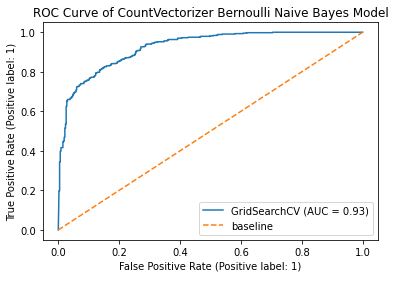 ROC Curve of CountVectorizer Bernoulli Naive Bayes Model
1.0
0.8
0.6
0.4
0.2
0.0
True Positive Rate (Positive label: 1)
GridSearchCV (AUC = 0.93)
baseline
0.0 0.2 0.4 0.6 0.8 1.0
False Positive Rate (Positive label: 1)